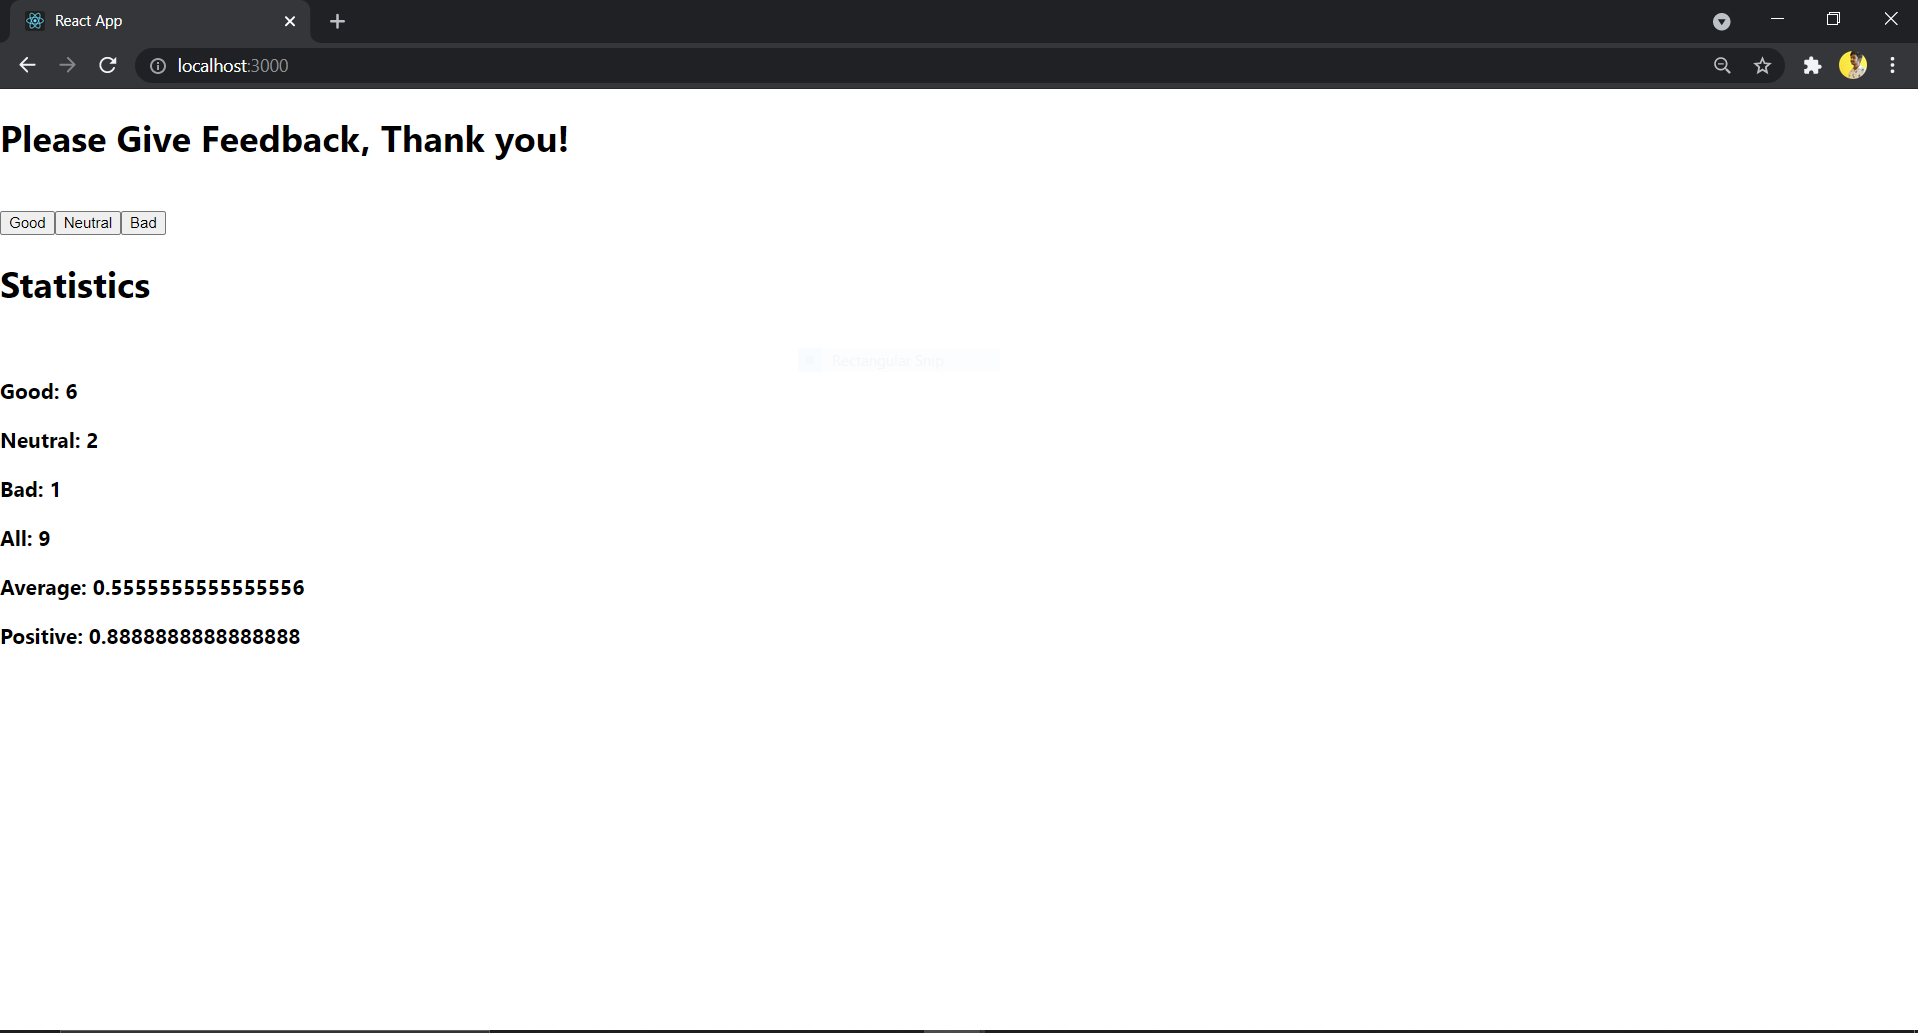 React App
localhost:3000
Please Give Feedback, Thank you!
Good Neutral Bad
Statistics
Rectangular Snip
Good: 6
Neutral: 2
Bad: 1
All: 9
Average: 0.5555555555555556
Positive: 0.8888888888888888